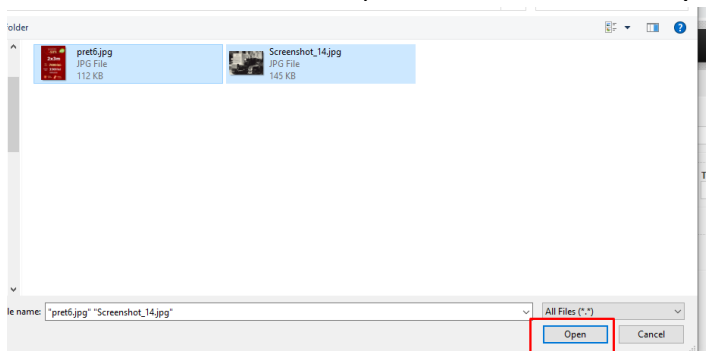 older
pret6.jpg
JPG File
112 KB
Screenshot_14.jpg
JPG File
145 KB
T
le name: "pret6.jpg" "Screenshot_14.jpg"
All Files (*.*)
Open
Cancel